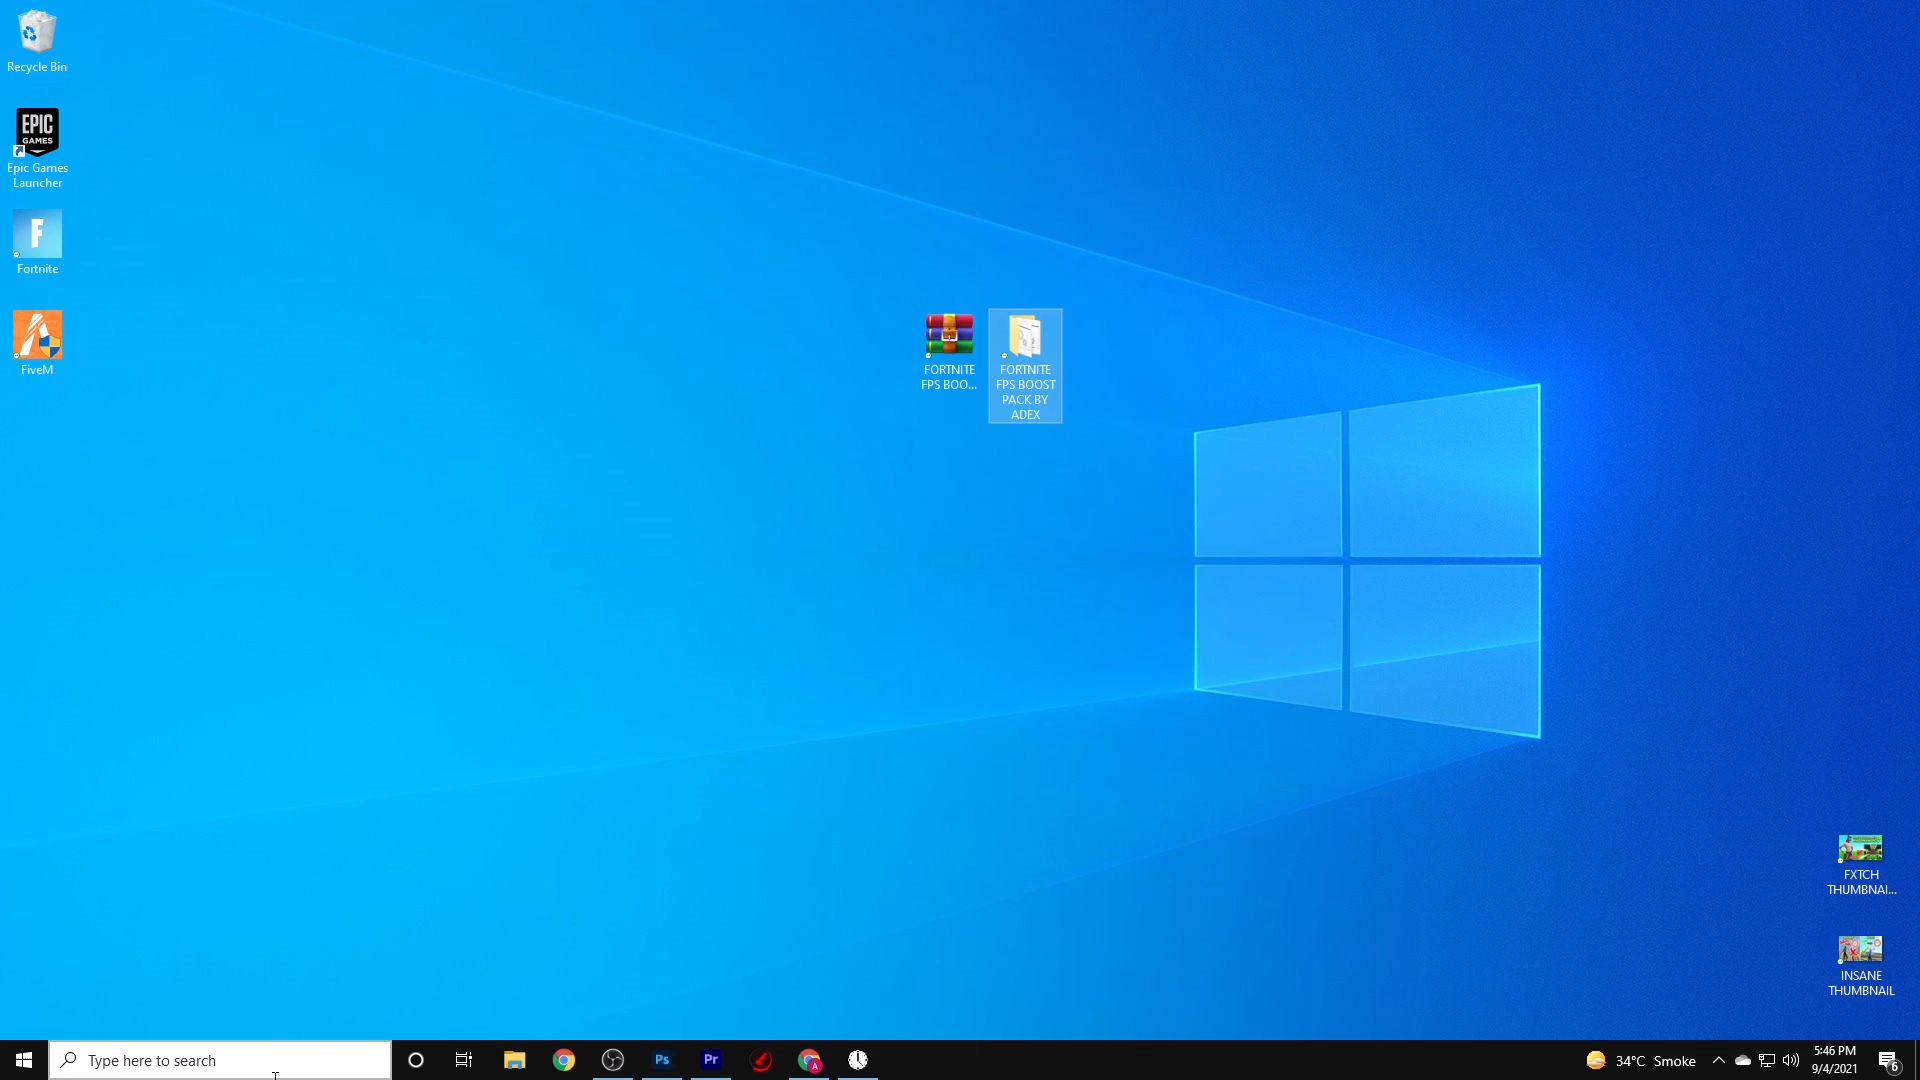 Recycle Bin
EPIC
GAMES
Epic Games
Launcher
F
Fortnite
FiveM
FORTNITE
FPS BOO...
FORTNITE
FPS BOOST
PACK BY
ADEX
FXTCH
THUMBNAI...
INSANE
THUMBNAIL
Type here to search
Ps
Pr
A
34°C Smoke
5:46 PM
9/4/2021
6